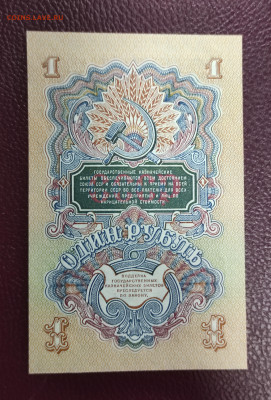 1 1
ГОСУДАРСТВЕННЫЕ КАЗНАЧЕЙСКИЕ
БИЛЕТЫ ОБЕСПЕЧИВАЮТСЯ ВСЕМ ДОСТОЯНИЕМ
СОЮЗА ССР И ОБЯЗАТЕЛЬНЫ К ПРИЕМУ НА ВСЕЙ
ТЕРРИТОРИИ СССР ВО ВСЕ ПЛАТЕЖИ ДЛЯ ВСЕХ
УЧРЕЖДЕНИЙ, ПРЕДПРИЯТИЙ И ЛИЦ ПО
НАРИЦАТЕЛЬНОЙ СТОИМОСТИ.
ОДИН РУБЛЬ
ПОДДЕЛКА
ГОСУДАРСТВЕННЫХ
КАЗНАЧЕЙСКИХ БИЛЕТОВ
ПРЕСЛЕДУЕТСЯ
ПО ЗАКОНУ.
1 1